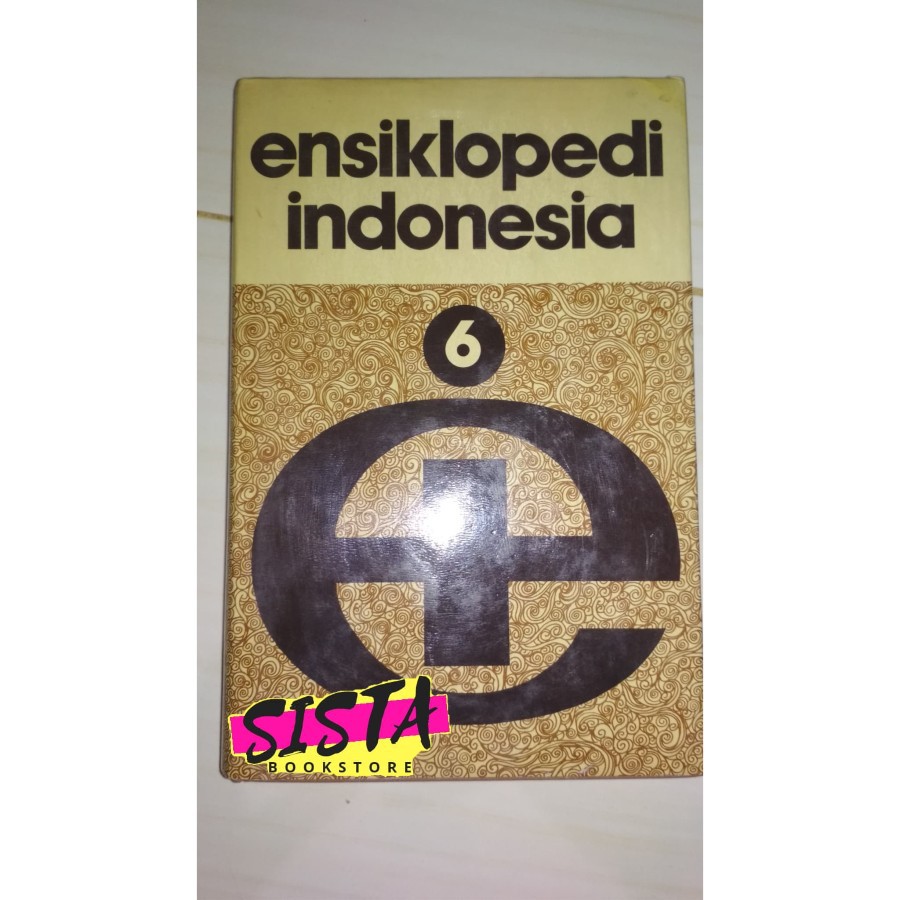 ensiklopedi
indonesia
6
SISTA
BOOKSTORE